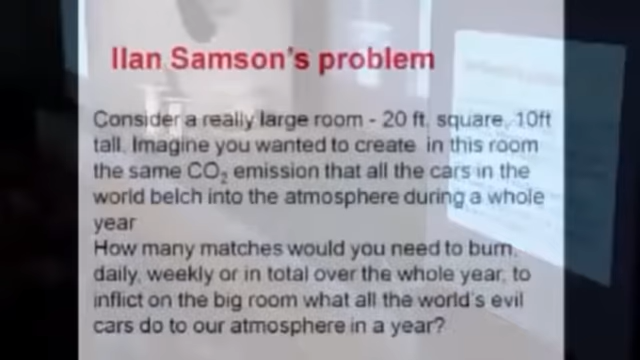 Ilan Samson's problem
Consider a really large room - 20 ft. square, 10ft
tall. Imagine you wanted to create in this room
the same CO₂ emission that all the cars in the
world belch into the atmosphere during a whole
year
How many matches would you need to burn,
daily, weekly or in total over the whole year, to
inflict on the big room what all the world's evil
cars do to our atmosphere in a year?